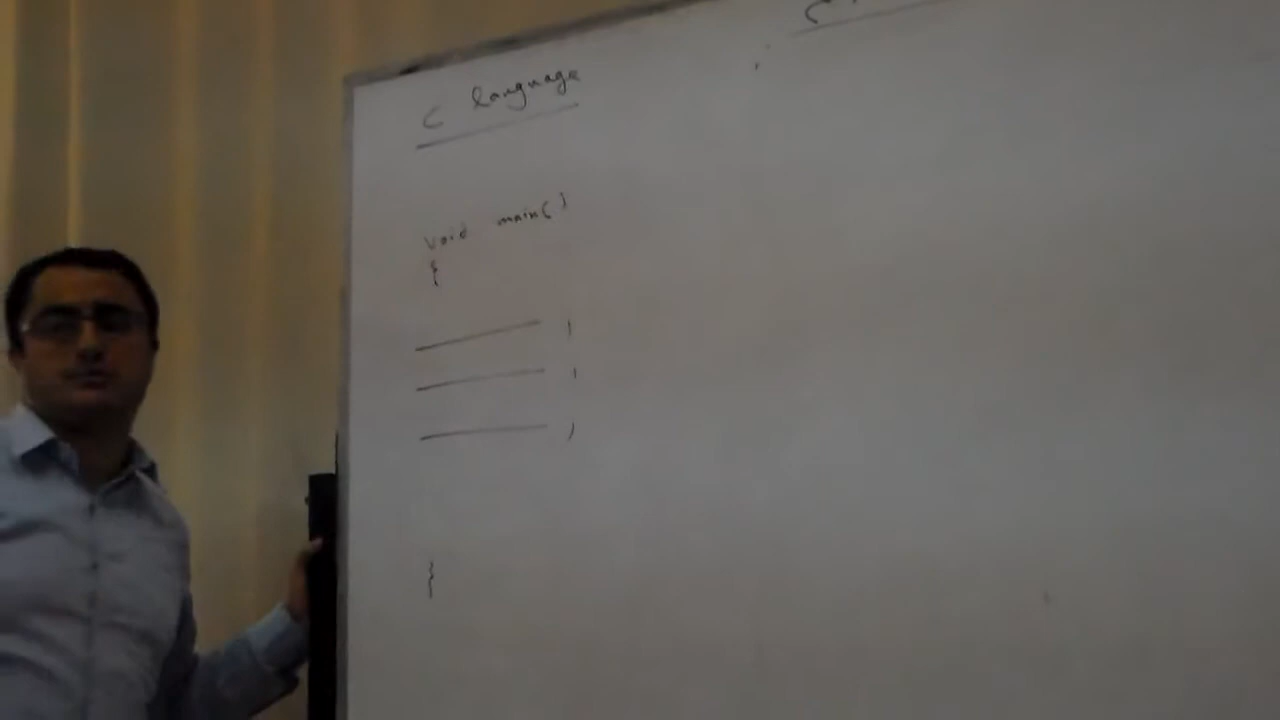 C language
void main()
{
;
;
;
}